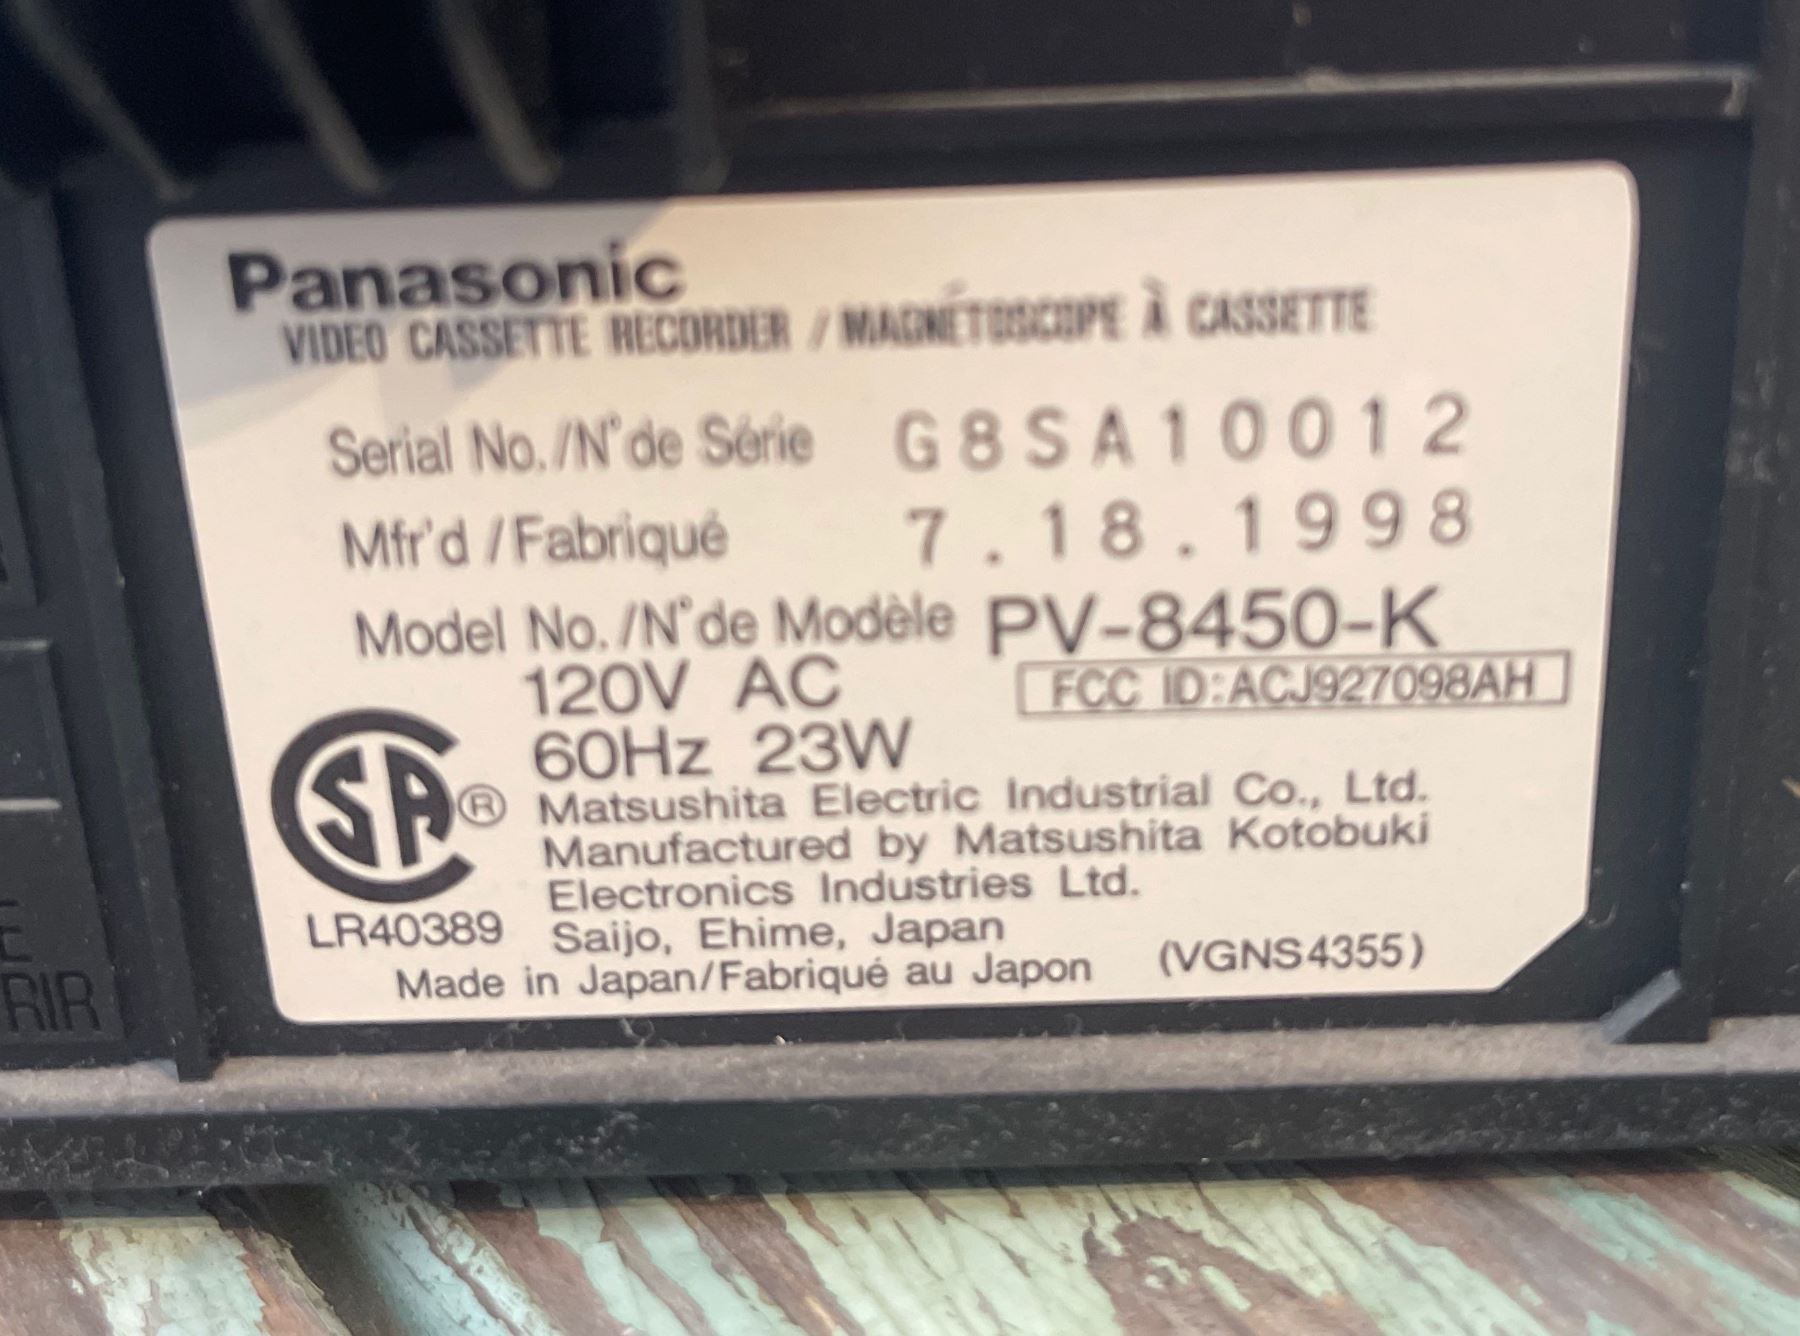 Panasonic
VIDEO CASSETTE RECORDER / MAGNÉTOSCOPE À CASSETTE
Serial No./N° de Série G8SA10012
Mfr'd / Fabriqué 7.18.1998
Model No./N° de Modèle PV-8450-K
120V AC FCC ID:ACJ927098AH
60Hz 23W
SA ®
Matsushita Electric Industrial Co., Ltd.
Manufactured by Matsushita Kotobuki
Electronics Industries Ltd.
LR40389 Saijo, Ehime, Japan
Made in Japan/Fabriqué au Japon (VGNS4355)